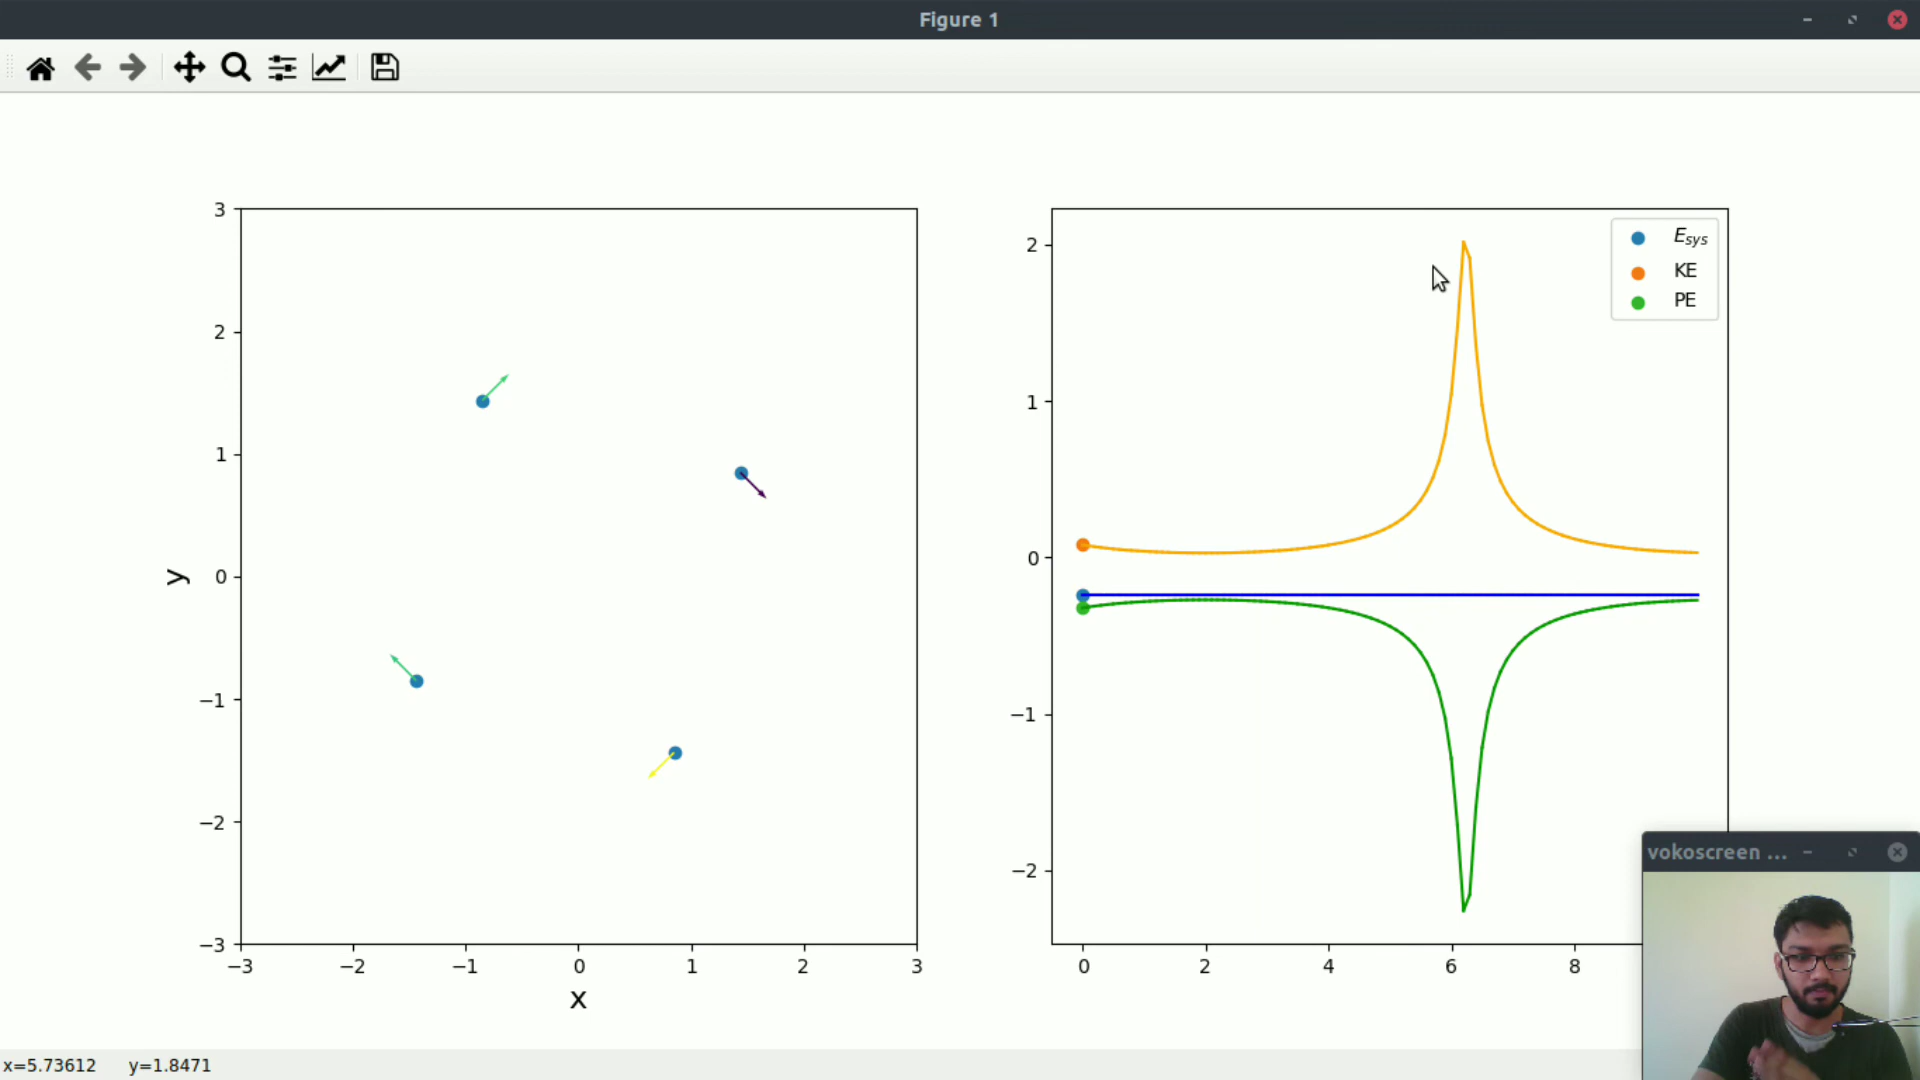 Figure 1
3
2
1
0
−1
−2
−3
y
−3 −2 −1 0 1 2 3
x
2
1
0
−1
−2
0 2 4 6 8
E_sys
KE
PE
vokoscreen ...
x=5.73612 y=1.8471